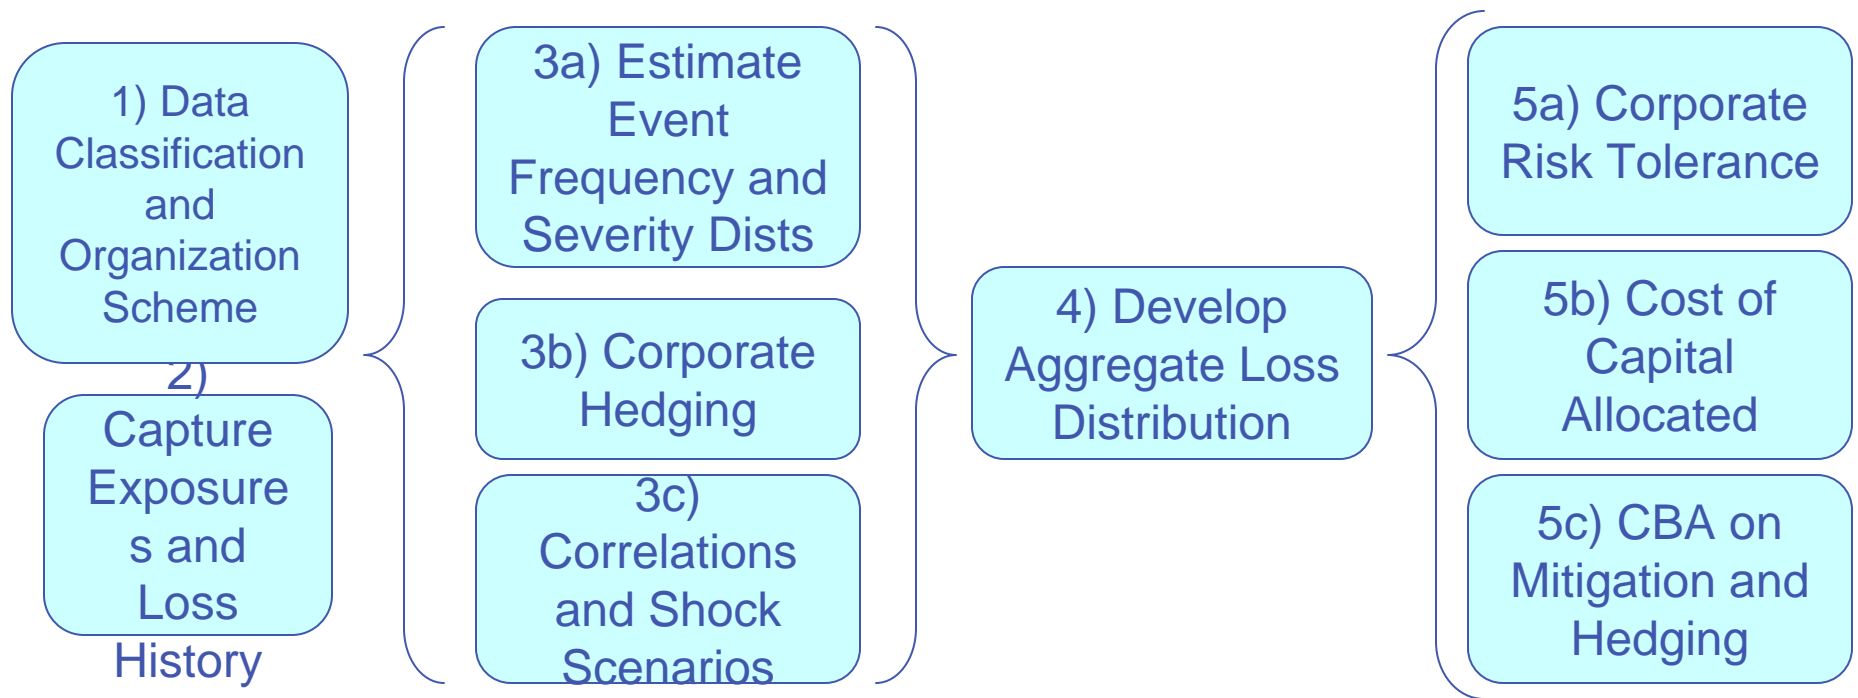 1) Data
Classification
and
Organization
Scheme
2)
Capture
Exposure
s and
Loss
History
3a) Estimate
Event
Frequency and
Severity Dists
3b) Corporate
Hedging
3c)
Correlations
and Shock
Scenarios
4) Develop
Aggregate Loss
Distribution
5a) Corporate
Risk Tolerance
5b) Cost of
Capital
Allocated
5c) CBA on
Mitigation and
Hedging